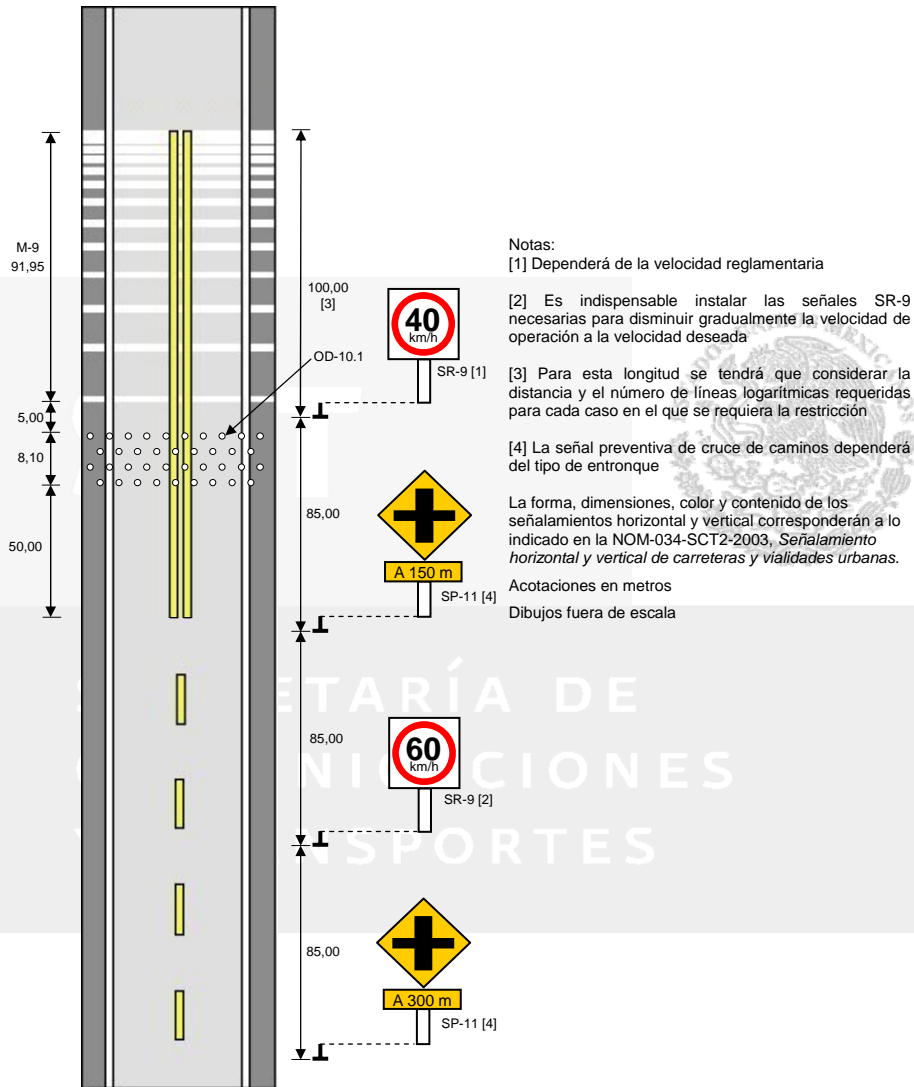 M-9
91,95
5,00
8,10
50,00
100,00
[3]
OD-10.1
85,00
85,00
85,00
40
km/h
SR-9 [1]
A 150 m
SP-11 [4]
60
km/h
SR-9 [2]
A 300 m
SP-11 [4]
Notas:
[1] Dependerá de la velocidad reglamentaria
[2] Es indispensable instalar las señales SR-9
necesarias para disminuir gradualmente la velocidad de
operación a la velocidad deseada
[3] Para esta longitud se tendrá que considerar la
distancia y el número de líneas logarítmicas requeridas
para cada caso en el que se requiera la restricción
[4] La señal preventiva de cruce de caminos dependerá
del tipo de entronque
La forma, dimensiones, color y contenido de los
señalamientos horizontal y vertical corresponderán a lo
indicado en la NOM-034-SCT2-2003, Señalamiento
horizontal y vertical de carreteras y vialidades urbanas.
Acotaciones en metros
Dibujos fuera de escala
ETARÍA DE
NICACIONES
NSPORTES